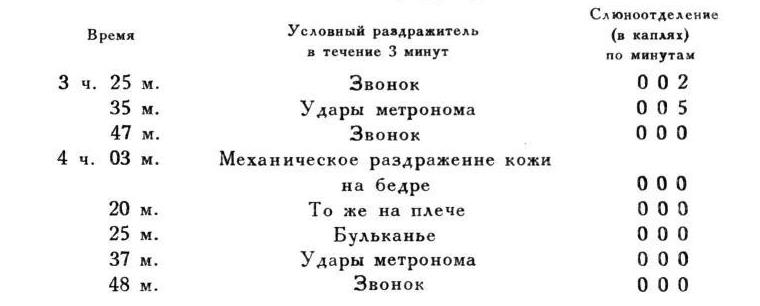 Время Условный раздражитель в течение 3 минут Слюноотделение (в каплях) по минутам
3 ч. 25 м. Звонок 0 0 2
35 м. Удары метронома 0 0 5
47 м. Звонок 0 0 0
4 ч. 03 м. Механическое раздражение кожи
на бедре 0 0 0
20 м. То же на плече 0 0 0
25 м. Бульканье 0 0 0
37 м. Удары метронома 0 0 0
48 м. Звонок 0 0 0